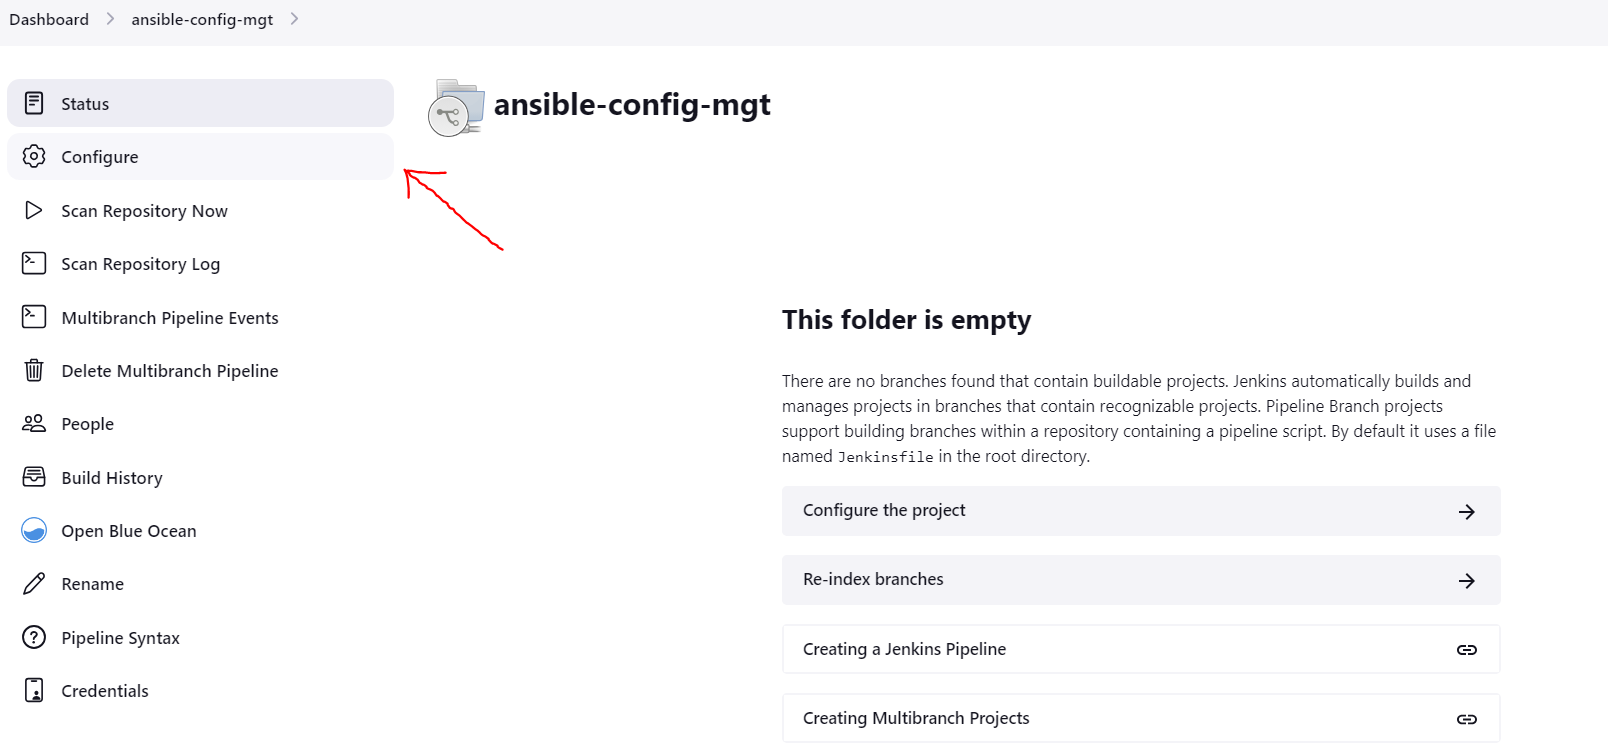 Dashboard > ansible-config-mgt >
Status
ansible-config-mgt
Configure
Scan Repository Now
Scan Repository Log
Multibranch Pipeline Events
Delete Multibranch Pipeline
People
Build History
Open Blue Ocean
Rename
Pipeline Syntax
Credentials
This folder is empty
There are no branches found that contain buildable projects. Jenkins automatically builds and
manages projects in branches that contain recognizable projects. Pipeline Branch projects
support building branches within a repository containing a pipeline script. By default it uses a file
named Jenkinsfile in the root directory.
Configure the project
Re-index branches
Creating a Jenkins Pipeline
Creating Multibranch Projects